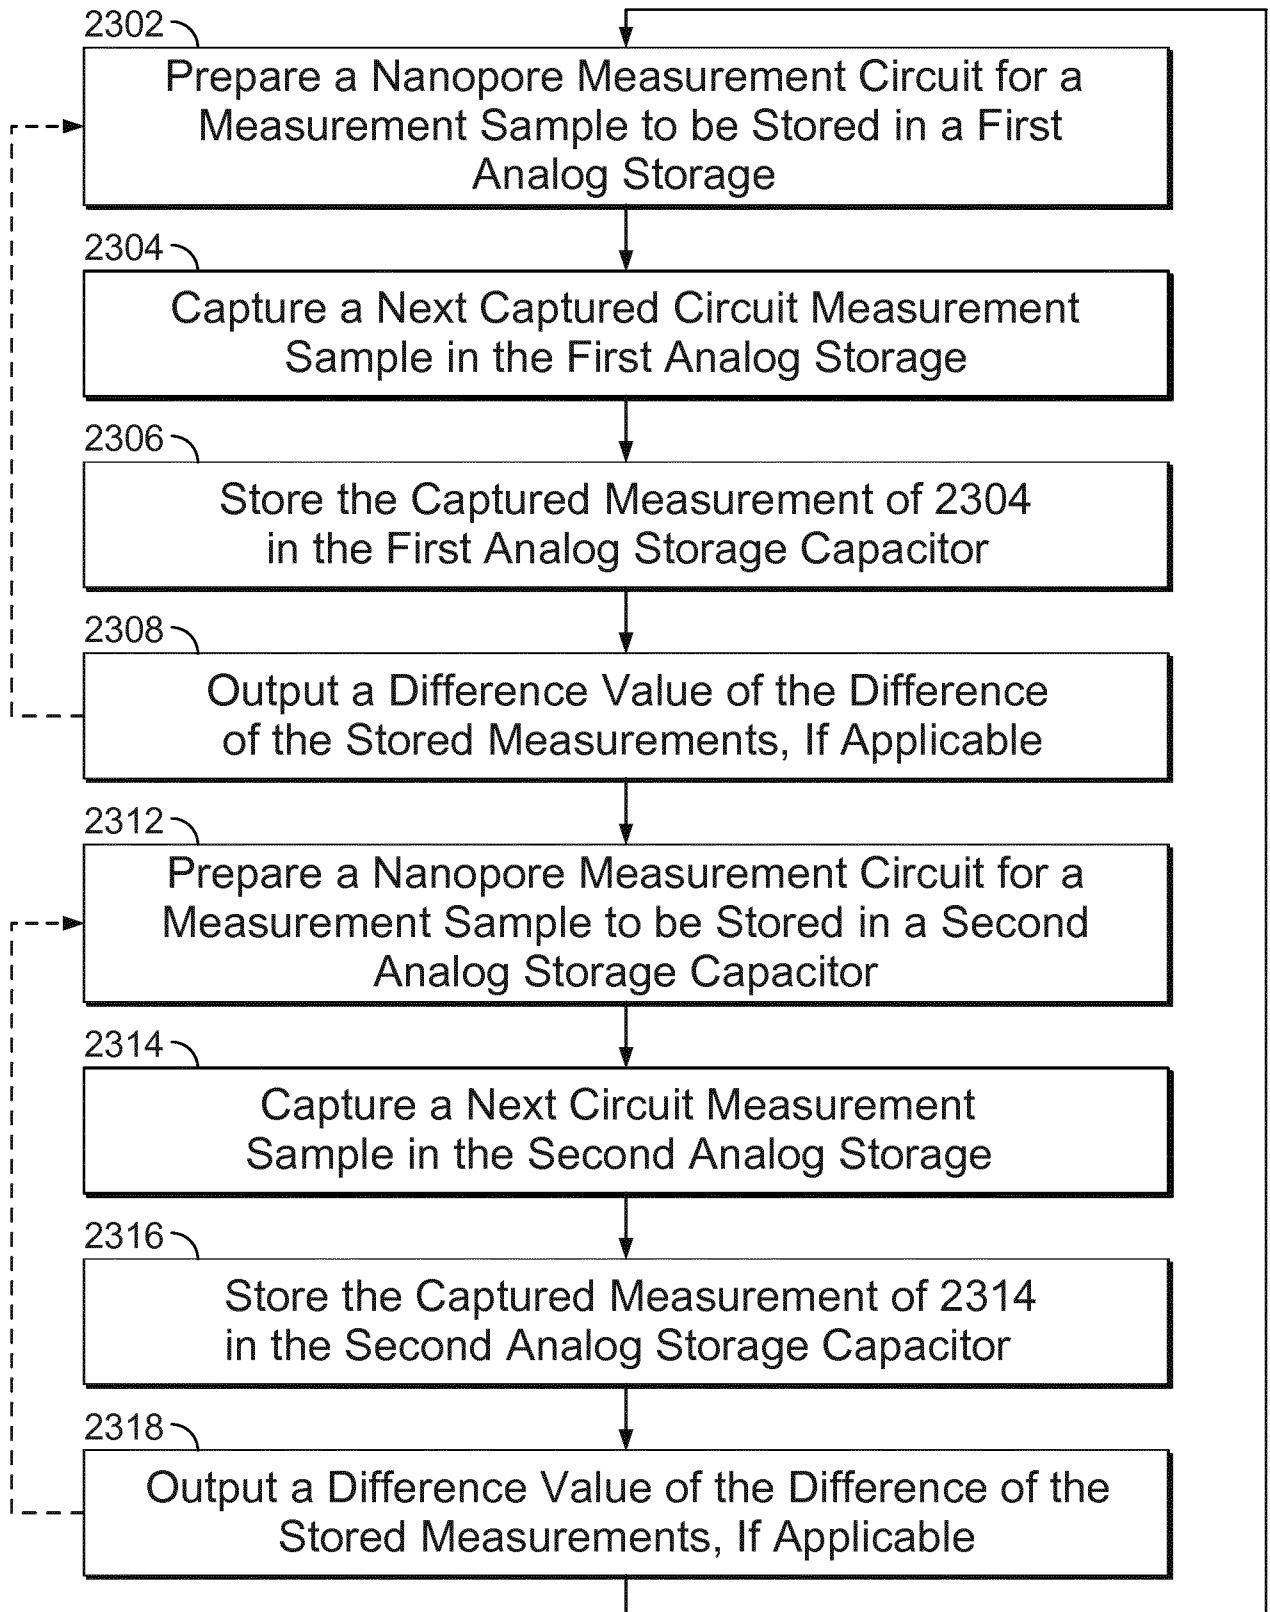 2302
Prepare a Nanopore Measurement Circuit for a
Measurement Sample to be Stored in a First
Analog Storage
2304
Capture a Next Captured Circuit Measurement
Sample in the First Analog Storage
2306
Store the Captured Measurement of 2304
in the First Analog Storage Capacitor
2308
Output a Difference Value of the Difference
of the Stored Measurements, If Applicable
2312
Prepare a Nanopore Measurement Circuit for a
Measurement Sample to be Stored in a Second
Analog Storage Capacitor
2314
Capture a Next Circuit Measurement
Sample in the Second Analog Storage
2316
Store the Captured Measurement of 2314
in the Second Analog Storage Capacitor
2318
Output a Difference Value of the Difference of the
Stored Measurements, If Applicable